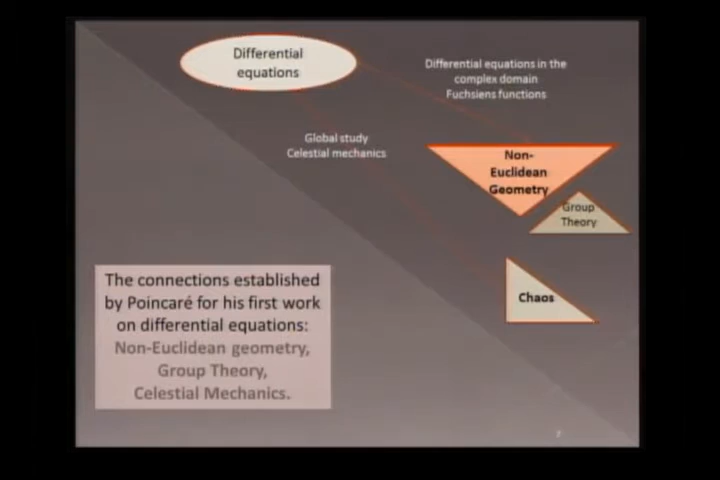 Differential
equations
Differential equations in the
complex domain
Fuchsiens functions
Global study
Celestial mechanics
Non-
Euclidean
Geometry
Group
Theory
The connections established
by Poincaré for his first work
on differential equations:
Non-Euclidean geometry,
Group Theory,
Celestial Mechanics.
Chaos